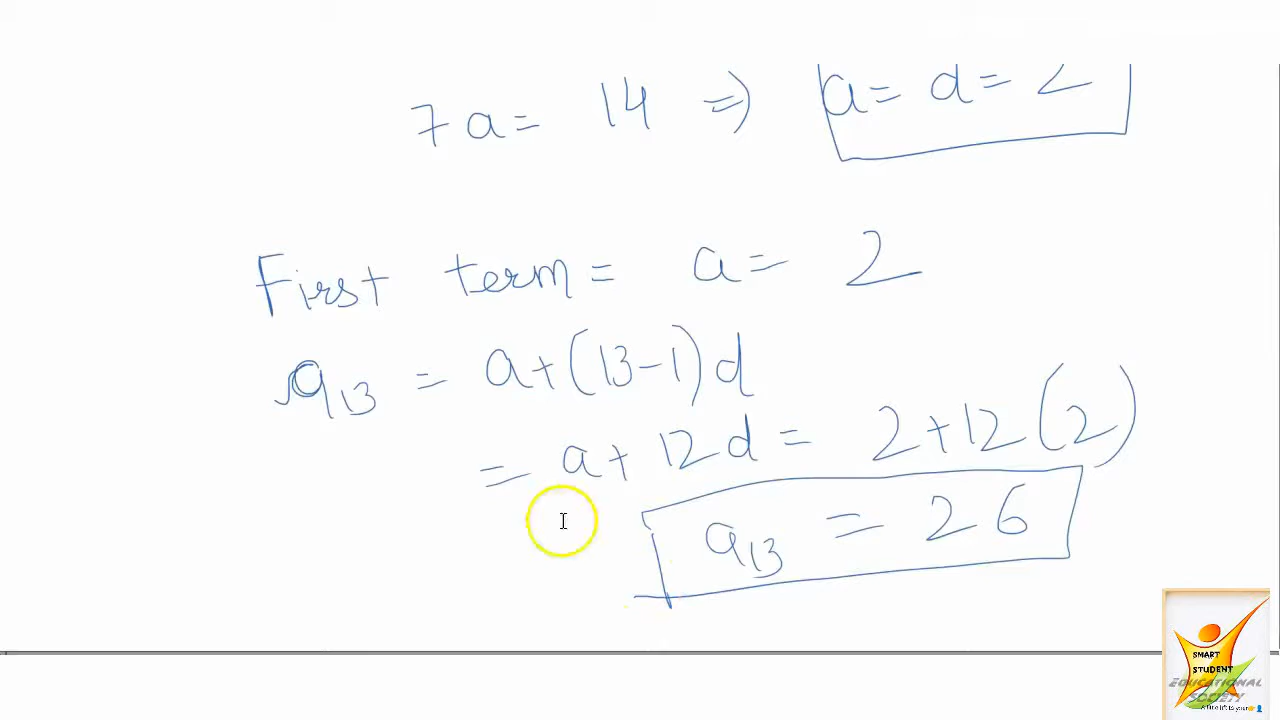 7a = 14 ⇒ a = d = 2
First term = a = 2
a13 = a+(13-1)d
= a+12d = 2+12(2)
a13 = 26
SMART
STUDENT
EDUCATIONAL
SOCIETY